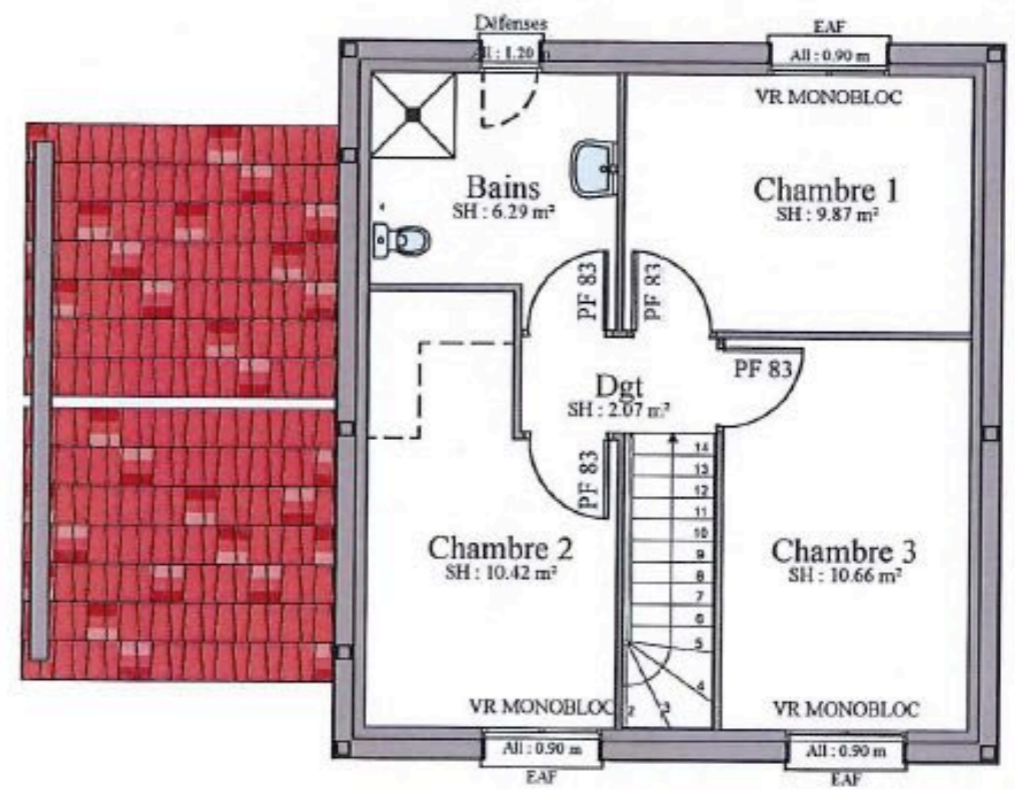 Défenses
All : 1.20 m
EAF
All : 0.90 m
VR MONOBLOC
Bains
SH : 6.29 m²
Chambre 1
SH : 9.87 m²
PF 83
PF 83
PF 83
Dgt
SH : 2.07 m²
PF 83
14
13
12
11
10
9
8
7
6
5
4
3
2
Chambre 2
SH : 10.42 m²
Chambre 3
SH : 10.66 m²
VR MONOBLOC
VR MONOBLOC
All : 0.90 m
EAF
All : 0.90 m
EAF